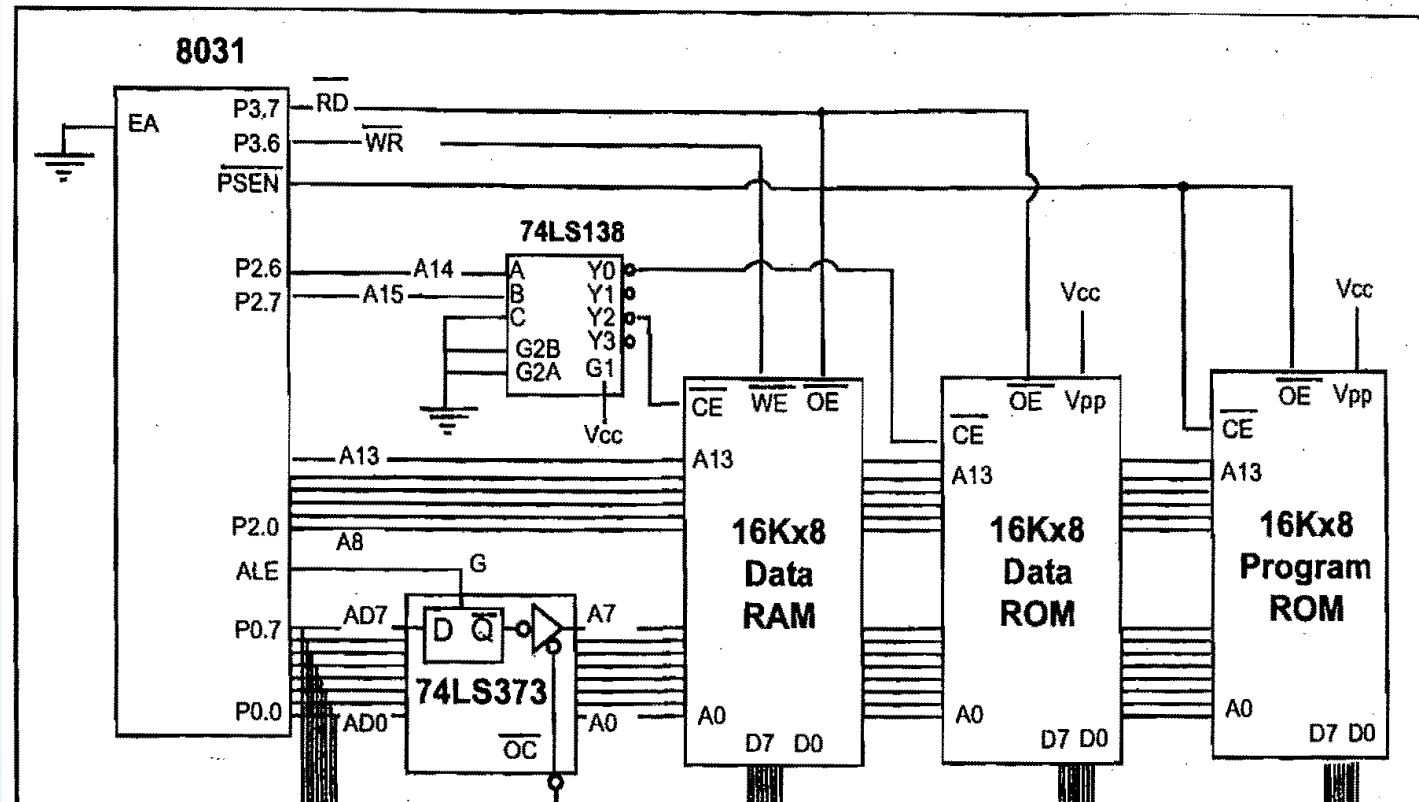 8031
EA
P3.7
RD
P3.6
WR
PSEN
74LS138
P2.6
A14
A
Y0
P2.7
A15
B
Y1
C
Y2
Y3
G2B
G2A
G1
Vcc
Vcc
Vcc
CE
WE
OE
OE
Vpp
CE
OE
Vpp
CE
A13
A13
A13
A13
16Kx8
Data
RAM
16Kx8
Data
ROM
16Kx8
Program
ROM
P2.0
A8
ALE
G
P0.7
AD7
D
Q
A7
74LS373
P0.0
AD0
OC
A0
A0
A0
A0
D7 D0
D7 D0
D7 D0